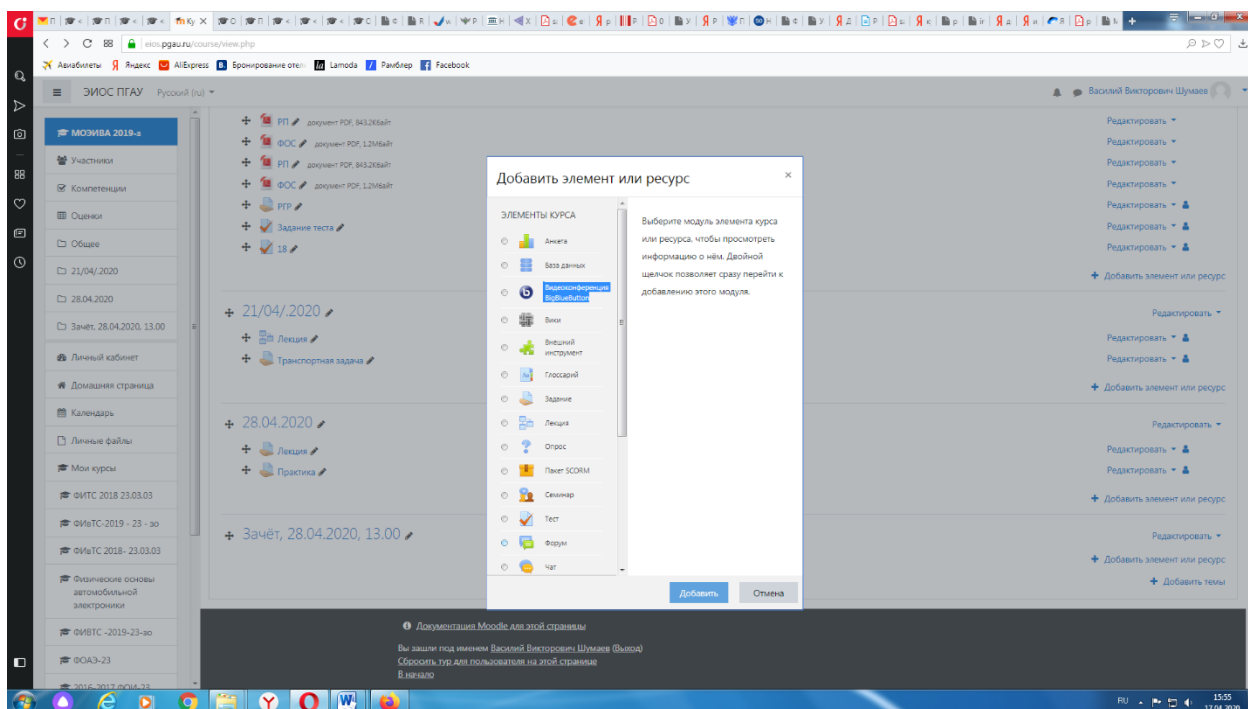 eios.pgau.ru/course/view.php
Авиабилеты Яндекс AliExpress Бронирование отел Lamoda Рамблер Facebook
ЭИОС ПГАУ Русский (ru)
Василий Викторович Шумаев
МОЭИВА 2019-з
Участники
Компетенции
Оценки
Общее
21/04/.2020
28.04.2020
Зачёт, 28.04.2020, 13.00
Личный кабинет
Домашняя страница
Календарь
Личные файлы
Мои курсы
ФИТС 2018 23.03.03
ФИвТС-2019 - 23 - зо
ФИвТС 2018- 23.03.03
Физические основы
автомобильной
электроники
ФИВТС -2019-23-зо
ФОАЭ-23
2016-2017 ФОИ-23
РП документ PDF, 843.2Кбайт Редактировать
ФОС документ PDF, 1.2Мбайт Редактировать
РП документ PDF, 843.2Кбайт Редактировать
ФОС документ PDF, 1.2Мбайт Редактировать
РГР Редактировать
Задание теста Редактировать
18 Редактировать
+ Добавить элемент или ресурс
21/04/.2020 Редактировать
Лекция Редактировать
Транспортная задача Редактировать
+ Добавить элемент или ресурс
28.04.2020 Редактировать
Лекция Редактировать
Практика Редактировать
+ Добавить элемент или ресурс
Зачёт, 28.04.2020, 13.00 Редактировать
+ Добавить элемент или ресурс
+ Добавить темы
Добавить элемент или ресурс ×
ЭЛЕМЕНТЫ КУРСА
Анкета
База данных
Видеоконференция
BigBlueButton
Вики
Внешний
инструмент
Глоссарий
Задание
Лекция
Опрос
Пакет SCORM
Семинар
Тест
Форум
Чат
Выберите модуль элемента курса
или ресурса, чтобы просмотреть
информацию о нём. Двойной
щелчок позволяет сразу перейти к
добавлению этого модуля.
Добавить Отмена
Документация Moodle для этой страницы
Вы зашли под именем Василий Викторович Шумаев (Выход)
Сбросить тур для пользователя на этой странице
В начало
RU 15:55
17.04.2020